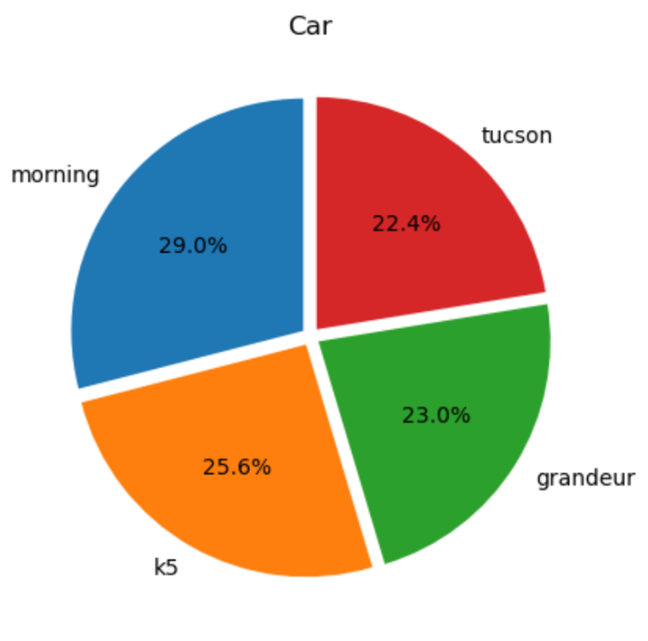 Car
tucson
morning
22.4%
29.0%
23.0%
25.6%
grandeur
k5